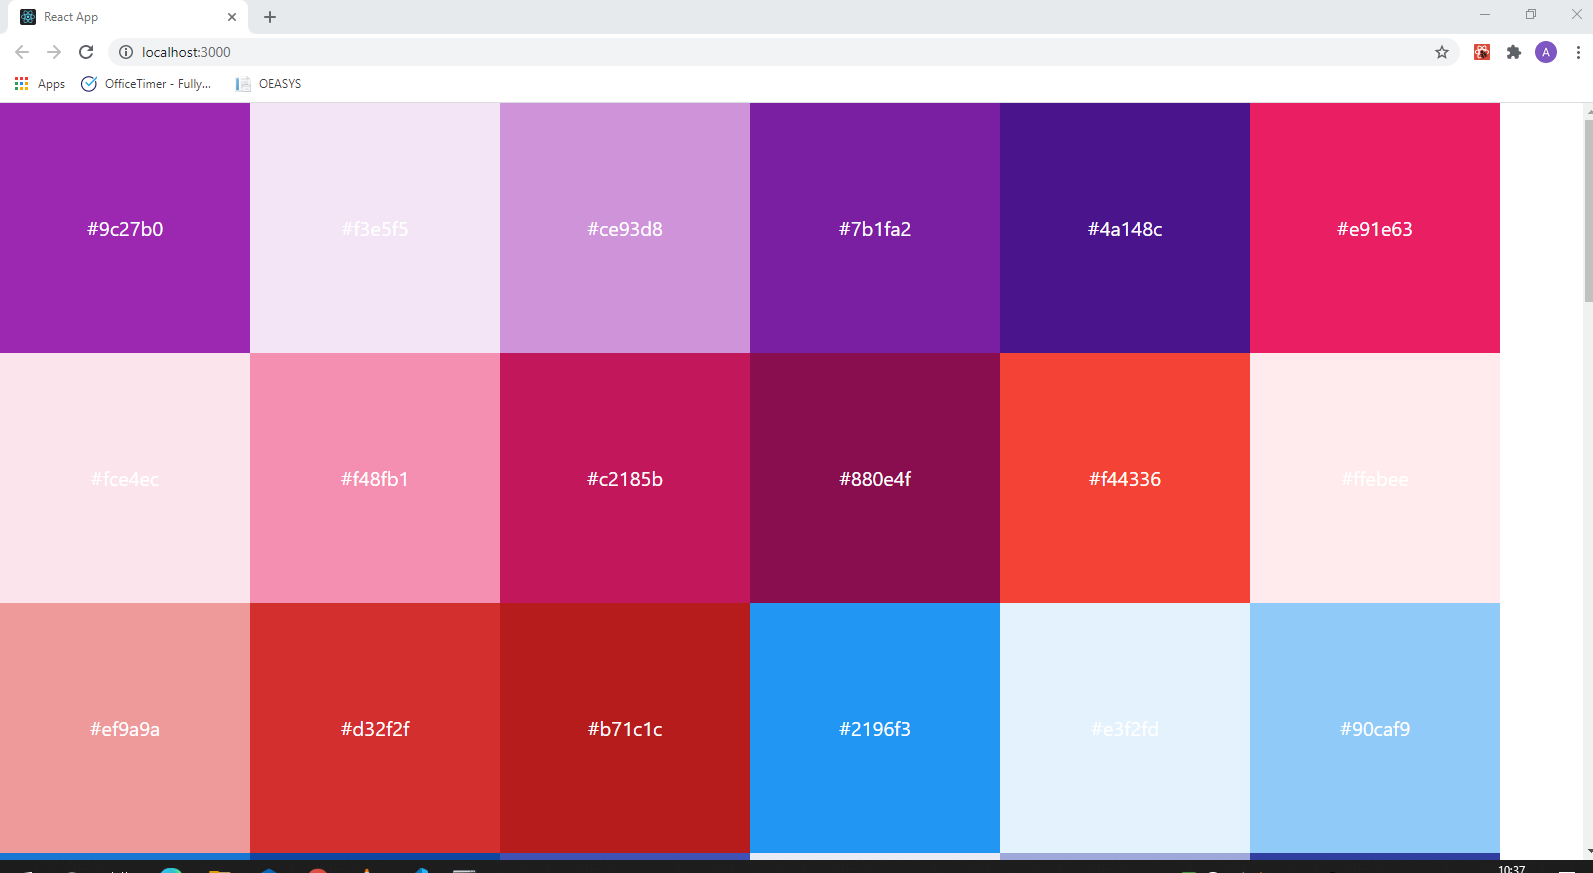 React App
localhost:3000
A
Apps OfficeTimer - Fully... OEASYS
#9c27b0 #f3e5f5 #ce93d8 #7b1fa2 #4a148c #e91e63
#fce4ec #f48fb1 #c2185b #880e4f #f44336 #ffebee
#ef9a9a #d32f2f #b71c1c #2196f3 #e3f2fd #90caf9
10:37